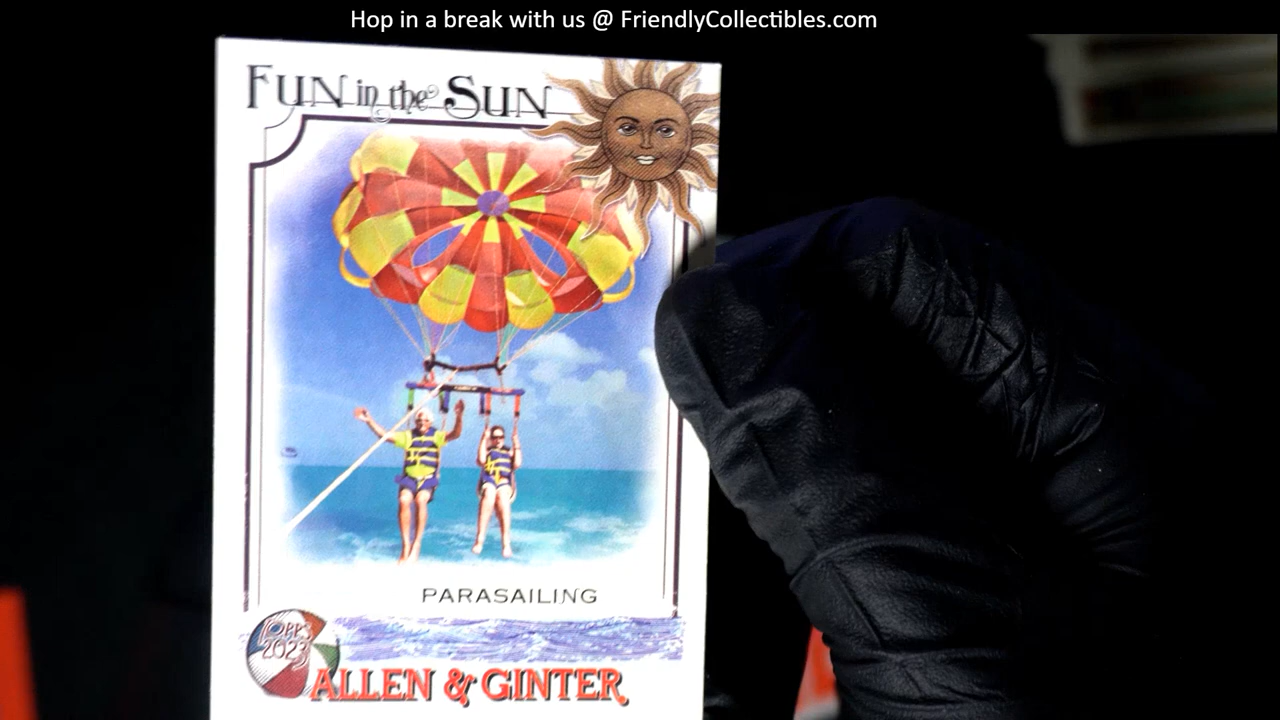 Hop in a break with us @ FriendlyCollectibles.com
FUN in the SUN
PARASAILING
TOPPS
2023
ALLEN & GINTER